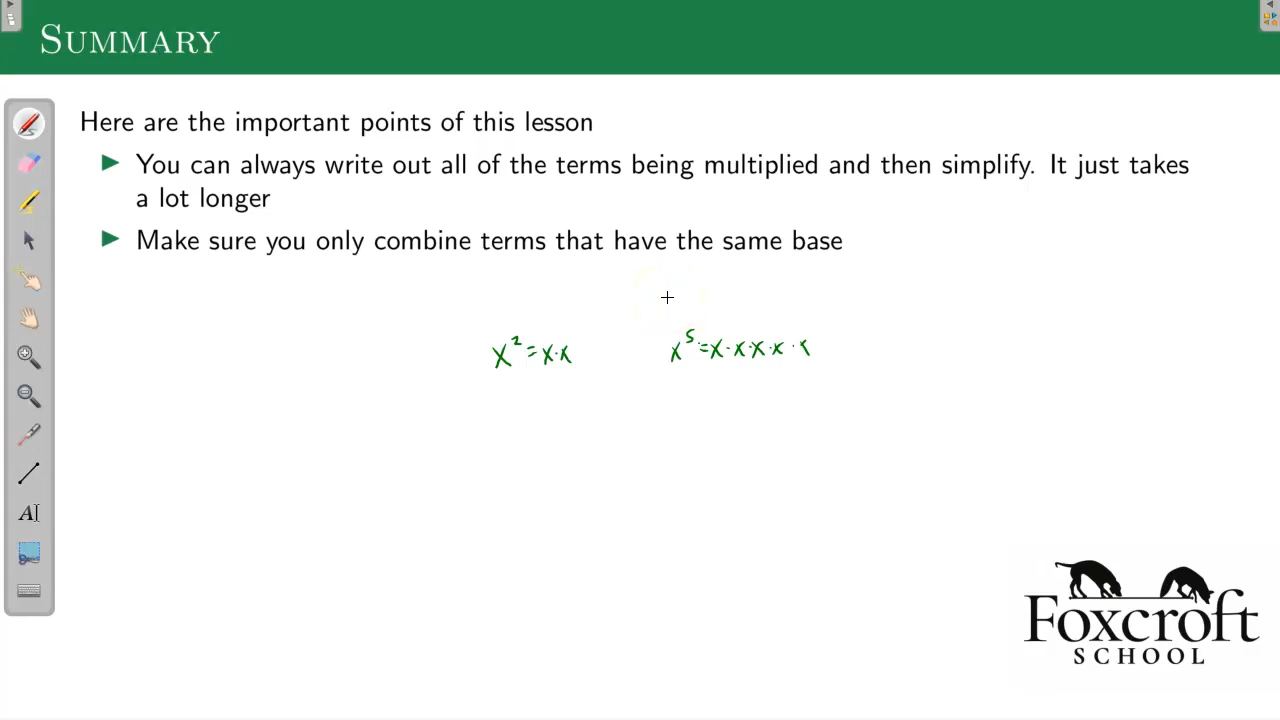 SUMMARY
Here are the important points of this lesson
You can always write out all of the terms being multiplied and then simplify. It just takes
a lot longer
Make sure you only combine terms that have the same base
x² = x·x
x⁵ = x·x·x·x·x
AI
Foxcroft
SCHOOL